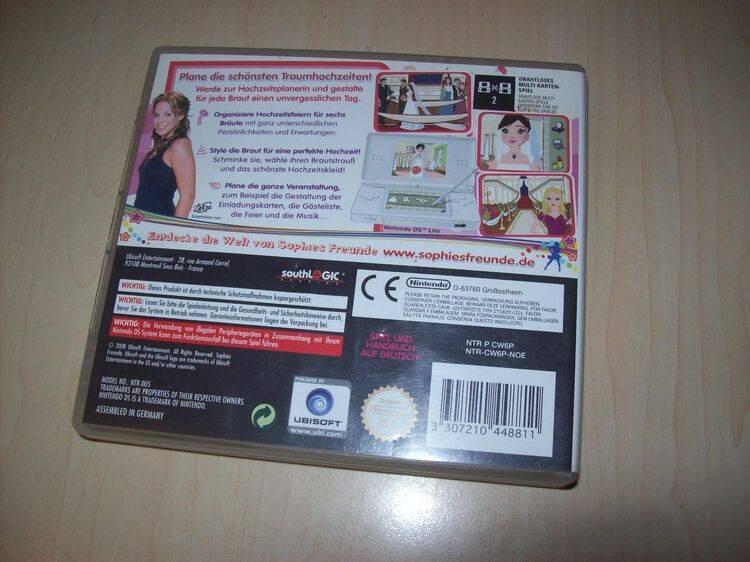 Plane die schönsten Traumhochzeiten!
Werde zur Hochzeitsplanerin und gestalte
für jede Braut einen unvergesslichen Tag.
Organisiere Hochzeitsfeiern für sechs
Bräute mit ganz unterschiedlichen
Persönlichkeiten und Erwartungen.
Style die Braut für eine perfekte Hochzeit!
Schminke sie, wähle ihren Brautstrauß
und das schönste Hochzeitskleid!
Plane die ganze Veranstaltung,
zum Beispiel die Gestaltung der
Einladungskarten, die Gästeliste,
die Feier und die Musik...
Empfohlen von:
Nintendo DS™ Lite
2
DRAHTLOSES
MULTI-KARTEN-
SPIEL
Entdecke die Welt von Sophies Freunde www.sophiesfreunde.de
Ubisoft Entertainment - 28, rue Armand Carrel,
93108 Montreuil Sous Bois - France
southLOGIC
STUDIOS
WICHTIG: Dieses Produkt ist durch technische Schutzmaßnahmen kopiergeschützt.
WICHTIG: Lesen Sie bitte die Spielanleitung und die Gesundheits- und Sicherheitshinweise durch,
bevor Sie das System in Betrieb nehmen. Garantieinformationen liegen der Verpackung bei.
WICHTIG: Die Verwendung von illegalen Peripheriegeräten in Zusammenhang mit Ihrem
Nintendo DS-System kann zum Funktionsausfall bei diesem Spiel führen.
© 2008 Ubisoft Entertainment. All Rights Reserved. Sophies
Freunde, Ubisoft and the Ubisoft logo are trademarks of Ubisoft
Entertainment in the US and/or other countries.
MODEL NO. NTR-005
TRADEMARKS ARE PROPERTIES OF THEIR RESPECTIVE OWNERS.
NINTENDO DS IS A TRADEMARK OF NINTENDO.
ASSEMBLED IN GERMANY
CE
Nintendo D-63760 Großostheim
PLEASE RETAIN THE PACKAGING. VERPACKUNG AUFHEBEN.
SPIEL UND
HANDBUCH
AUF DEUTSCH
NTR P CW6P
NTR-CW6P-NOE
PUBLISHED BY
UBISOFT
www.ubi.com
Original
Nintendo
3 307210 448811